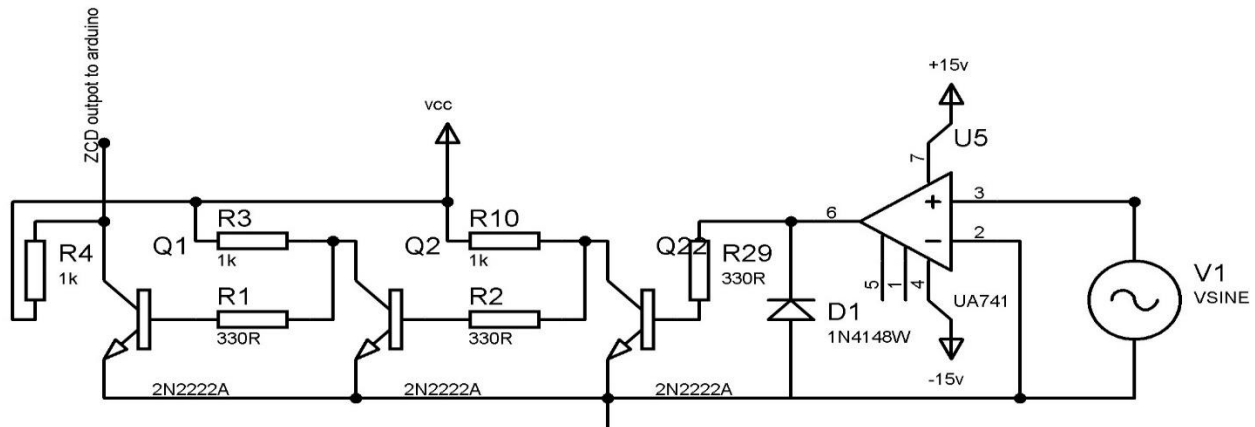 ZCD outpot to arduino
vcc
+15v
U5
7
R3
1k
Q1
R10
1k
Q2
Q22
R29
330R
6
3
2
R4
1k
5
1
4
UA741
V1
VSINE
R1
330R
R2
330R
D1
1N4148W
-15v
2N2222A
2N2222A
2N2222A